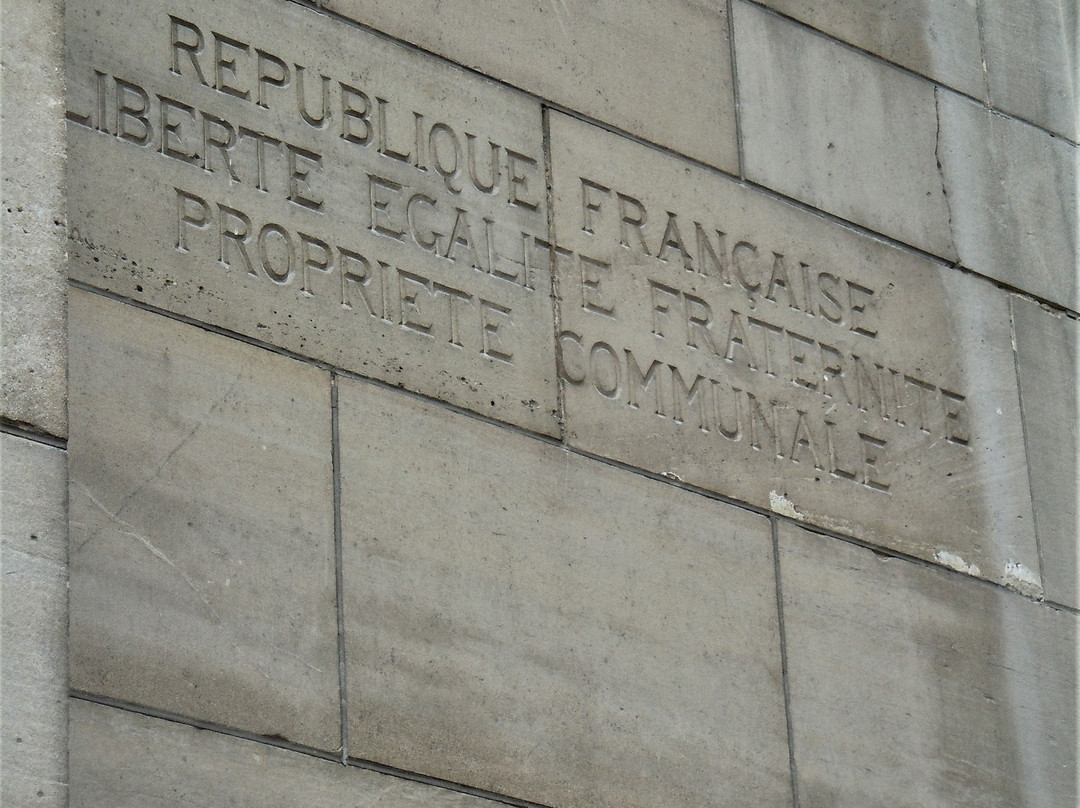 REPUBLIQUE FRANÇAISE
LIBERTE EGALITE FRATERNITE
PROPRIETE COMMUNALE